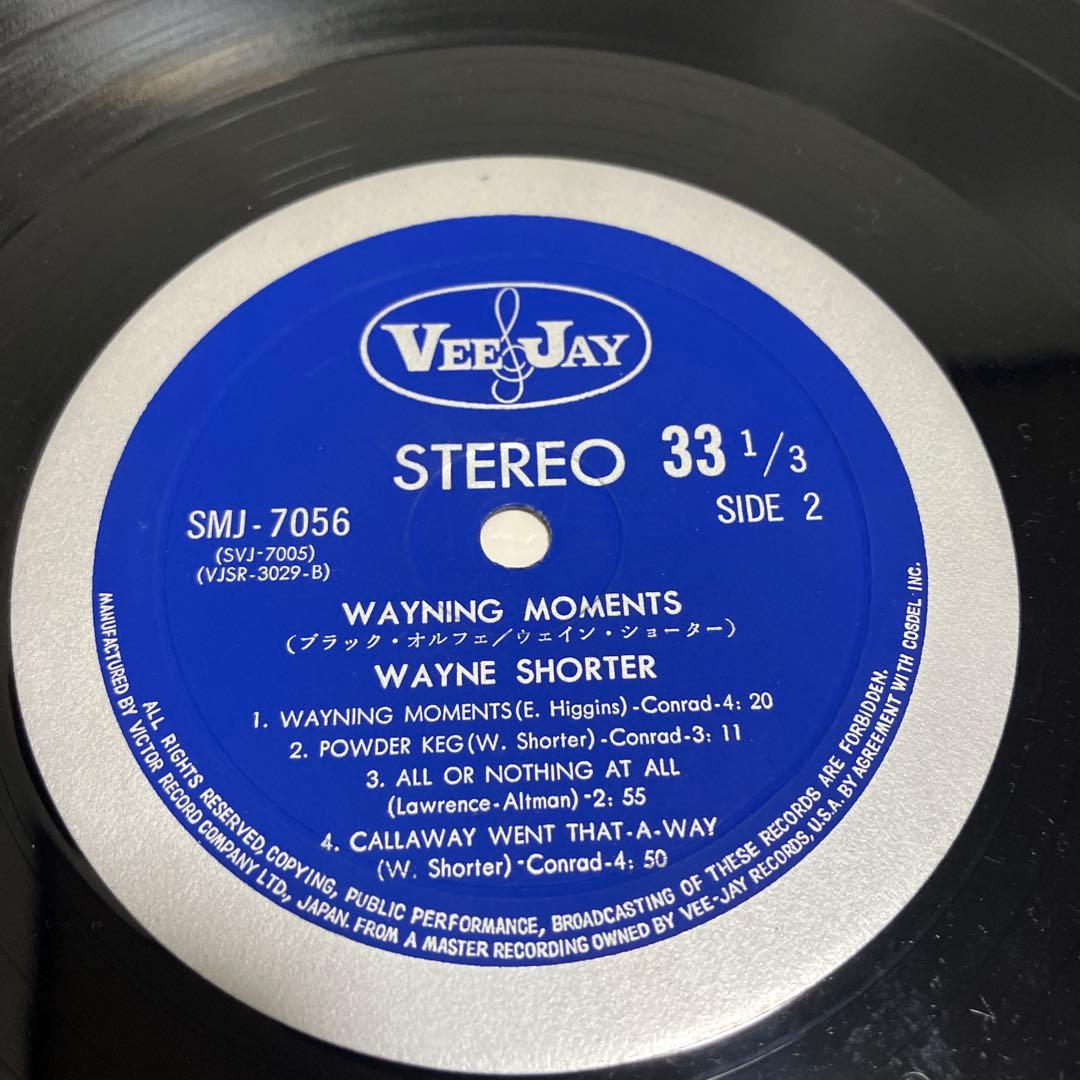 VEE JAY
STEREO 33 1/3
SIDE 2
SMJ-7056
(SVJ-7005)
(VJSR-3029-B)
WAYNING MOMENTS
(ブラック・オルフェ/ウェイン・ショーター)
WAYNE SHORTER
1. WAYNING MOMENTS (E. Higgins) -Conrad-4: 20
2. POWDER KEG (W. Shorter) -Conrad-3: 11
3. ALL OR NOTHING AT ALL
(Lawrence-Altman) -2: 55
4. CALLAWAY WENT THAT-A-WAY
(W. Shorter) -Conrad-4: 50
ALL RIGHTS RESERVED, COPYING, PUBLIC PERFORMANCE, BROADCASTING OF THESE RECORDS ARE FORBIDDEN.
MANUFACTURED BY VICTOR RECORD COMPANY LTD., JAPAN. FROM A MASTER RECORDING OWNED BY VEE-JAY RECORDS, U.S.A. BY AGREEMENT WITH COSDEL INC.